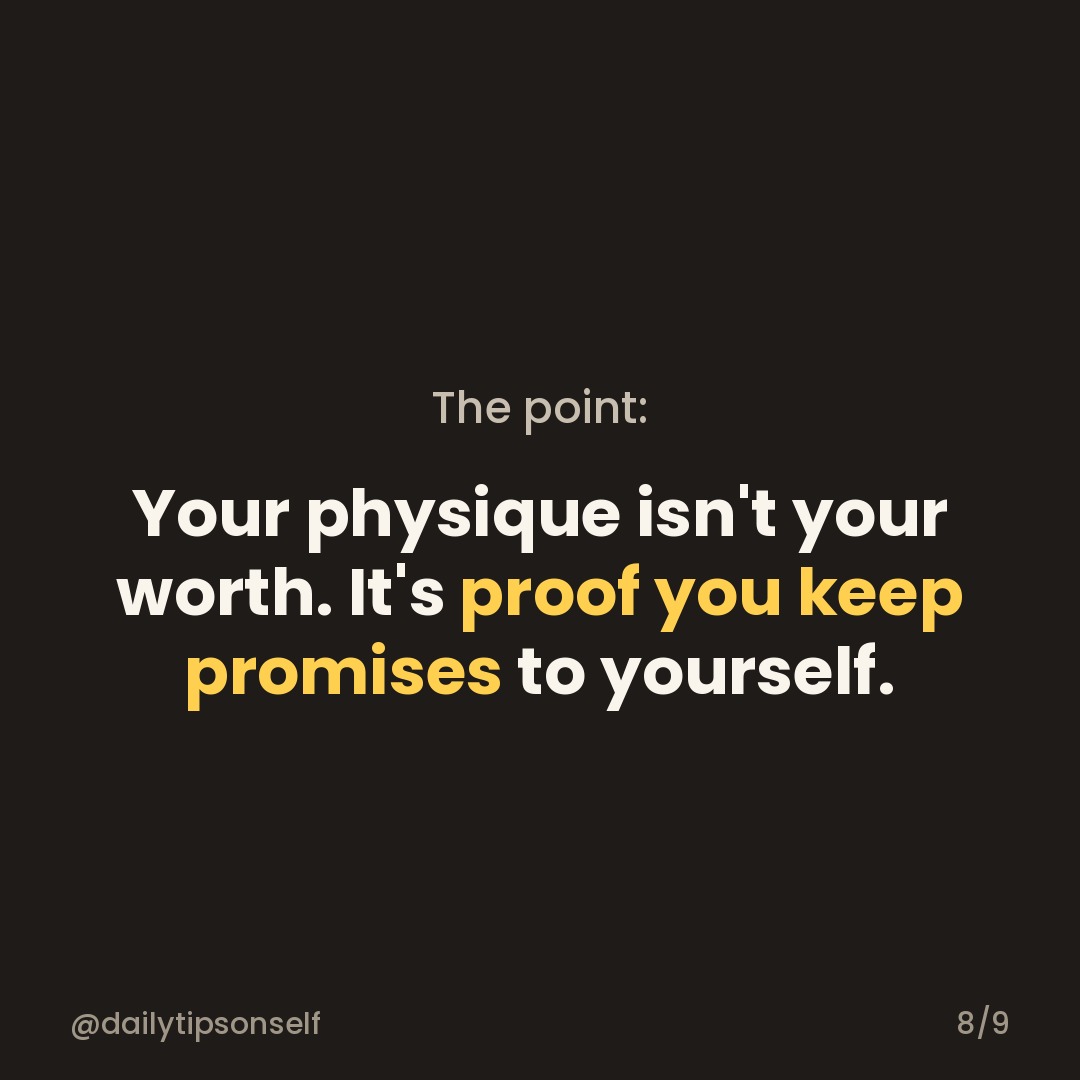 The point:
Your physique isn't your
worth. It's proof you keep
promises to yourself.
@dailytipsonself
8/9